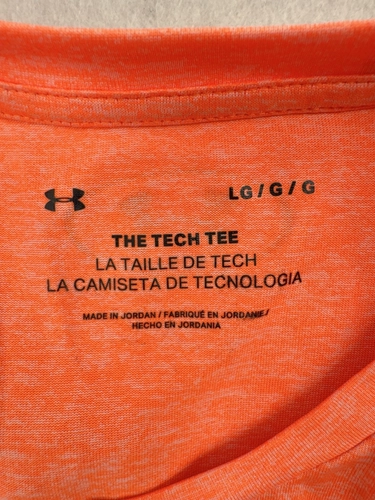 LG / G / G
THE TECH TEE
LA TAILLE DE TECH
LA CAMISETA DE TECNOLOGIA
MADE IN JORDAN / FABRIQUÉ EN JORDANIE /
HECHO EN JORDANIA